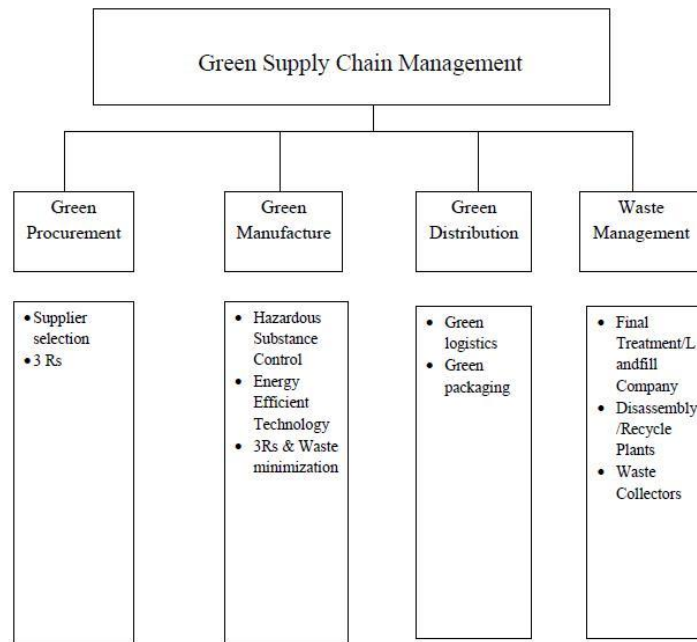 Green Supply Chain Management
Green
Procurement
Green
Manufacture
Green
Distribution
Waste
Management
• Supplier
selection
• 3 Rs
• Hazardous
Substance
Control
• Energy
Efficient
Technology
• 3Rs & Waste
minimization
• Green
logistics
• Green
packaging
• Final
Treatment/L
andfill
Company
• Disassembly
/Recycle
Plants
• Waste
Collectors